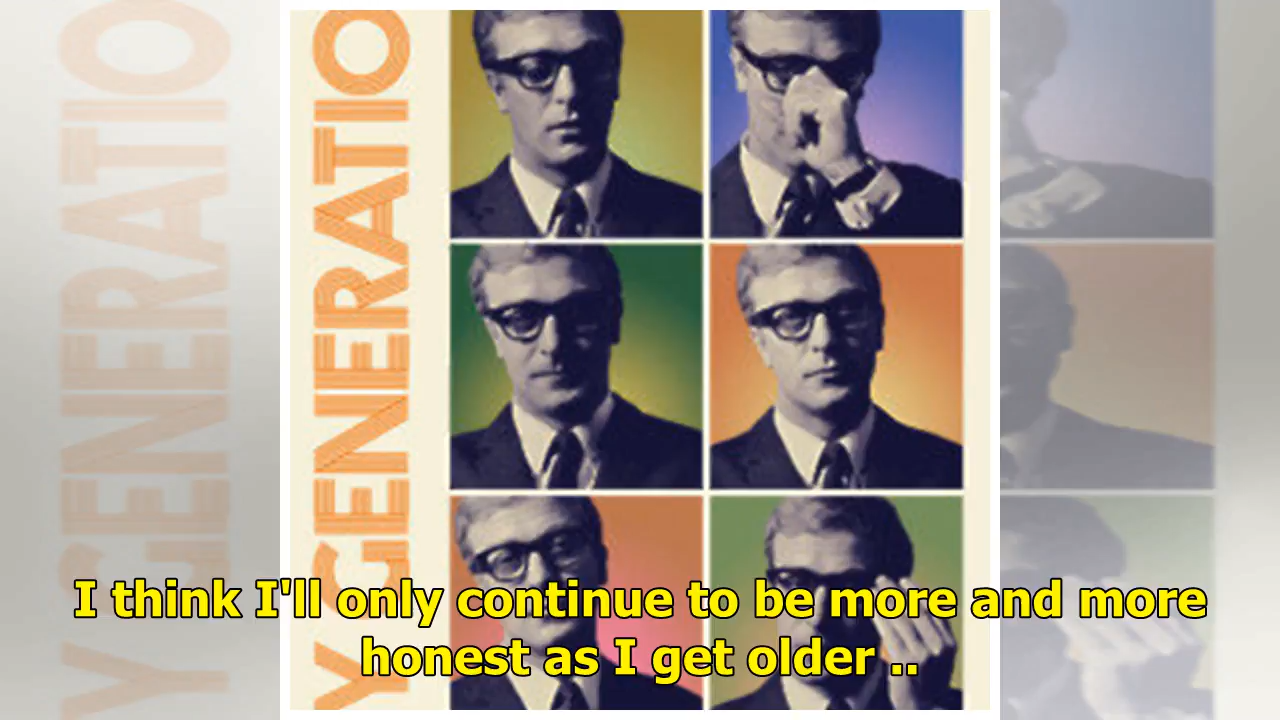 Y GENERATIO
I think I'll only continue to be more and more
honest as I get older ..